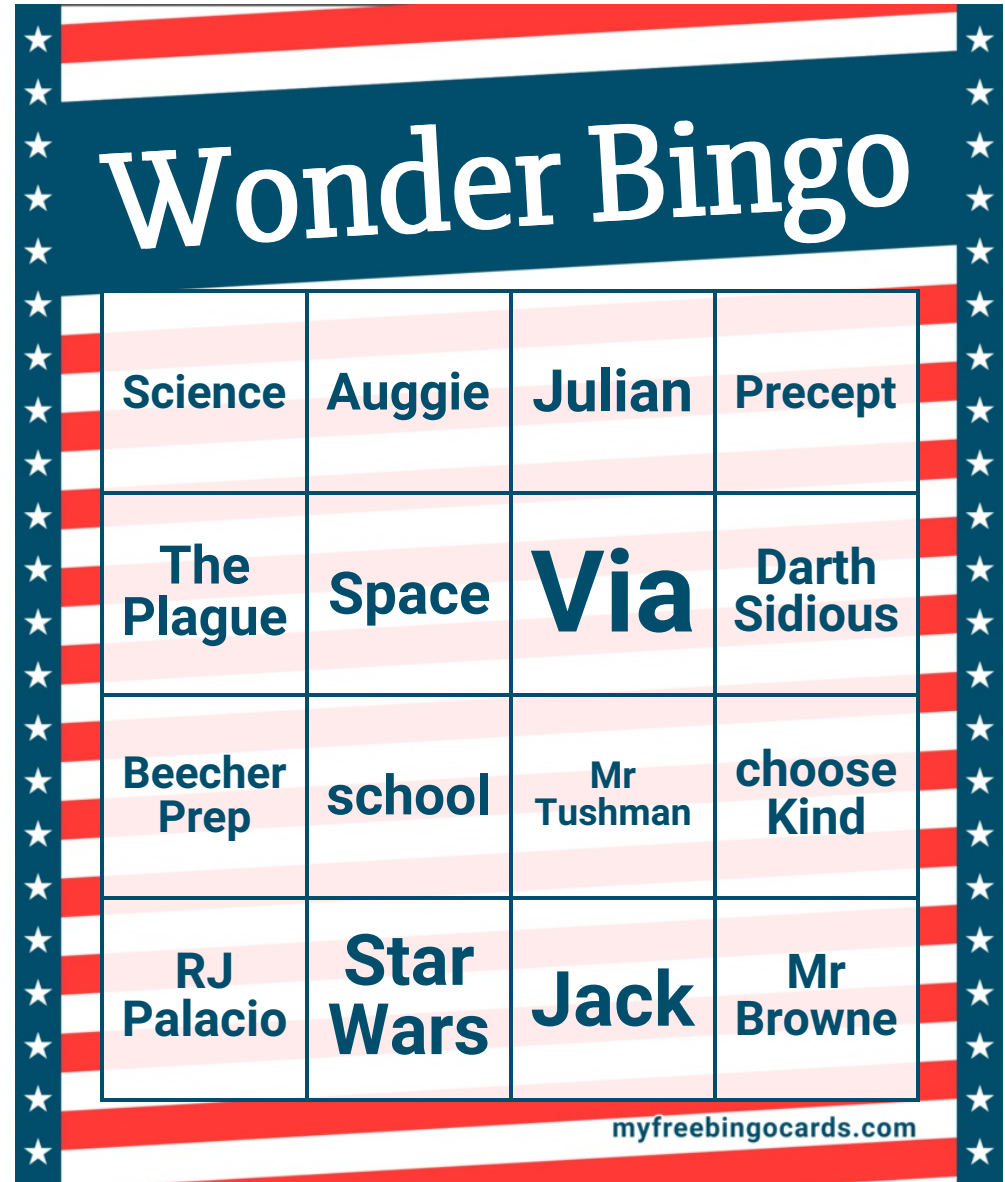 Wonder Bingo
Science
Auggie
Julian
Precept
The
Plague
Space
Via
Darth
Sidious
Beecher
Prep
school
Mr
Tushman
choose
Kind
RJ
Palacio
Star
Wars
Jack
Mr
Browne
myfreebingocards.com